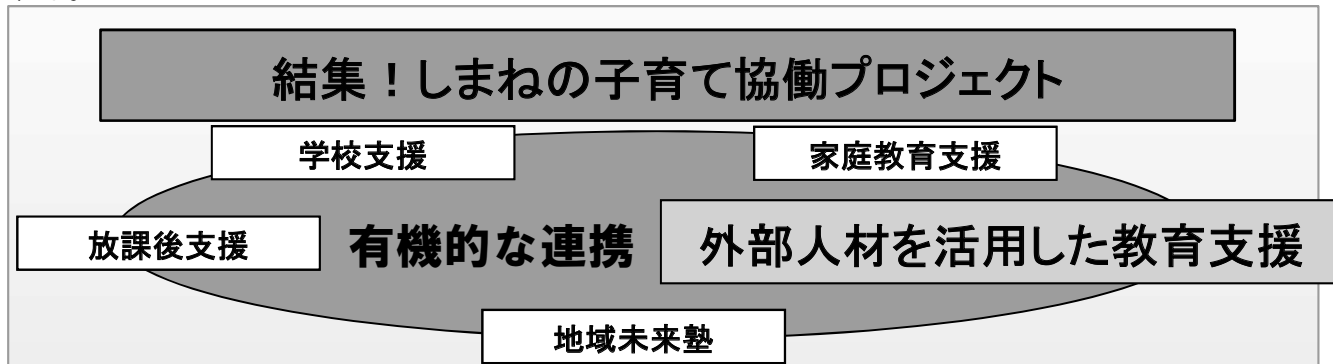 結集！しまねの子育て協働プロジェクト
学校支援
家庭教育支援
放課後支援
有機的な連携
外部人材を活用した教育支援
地域未来塾